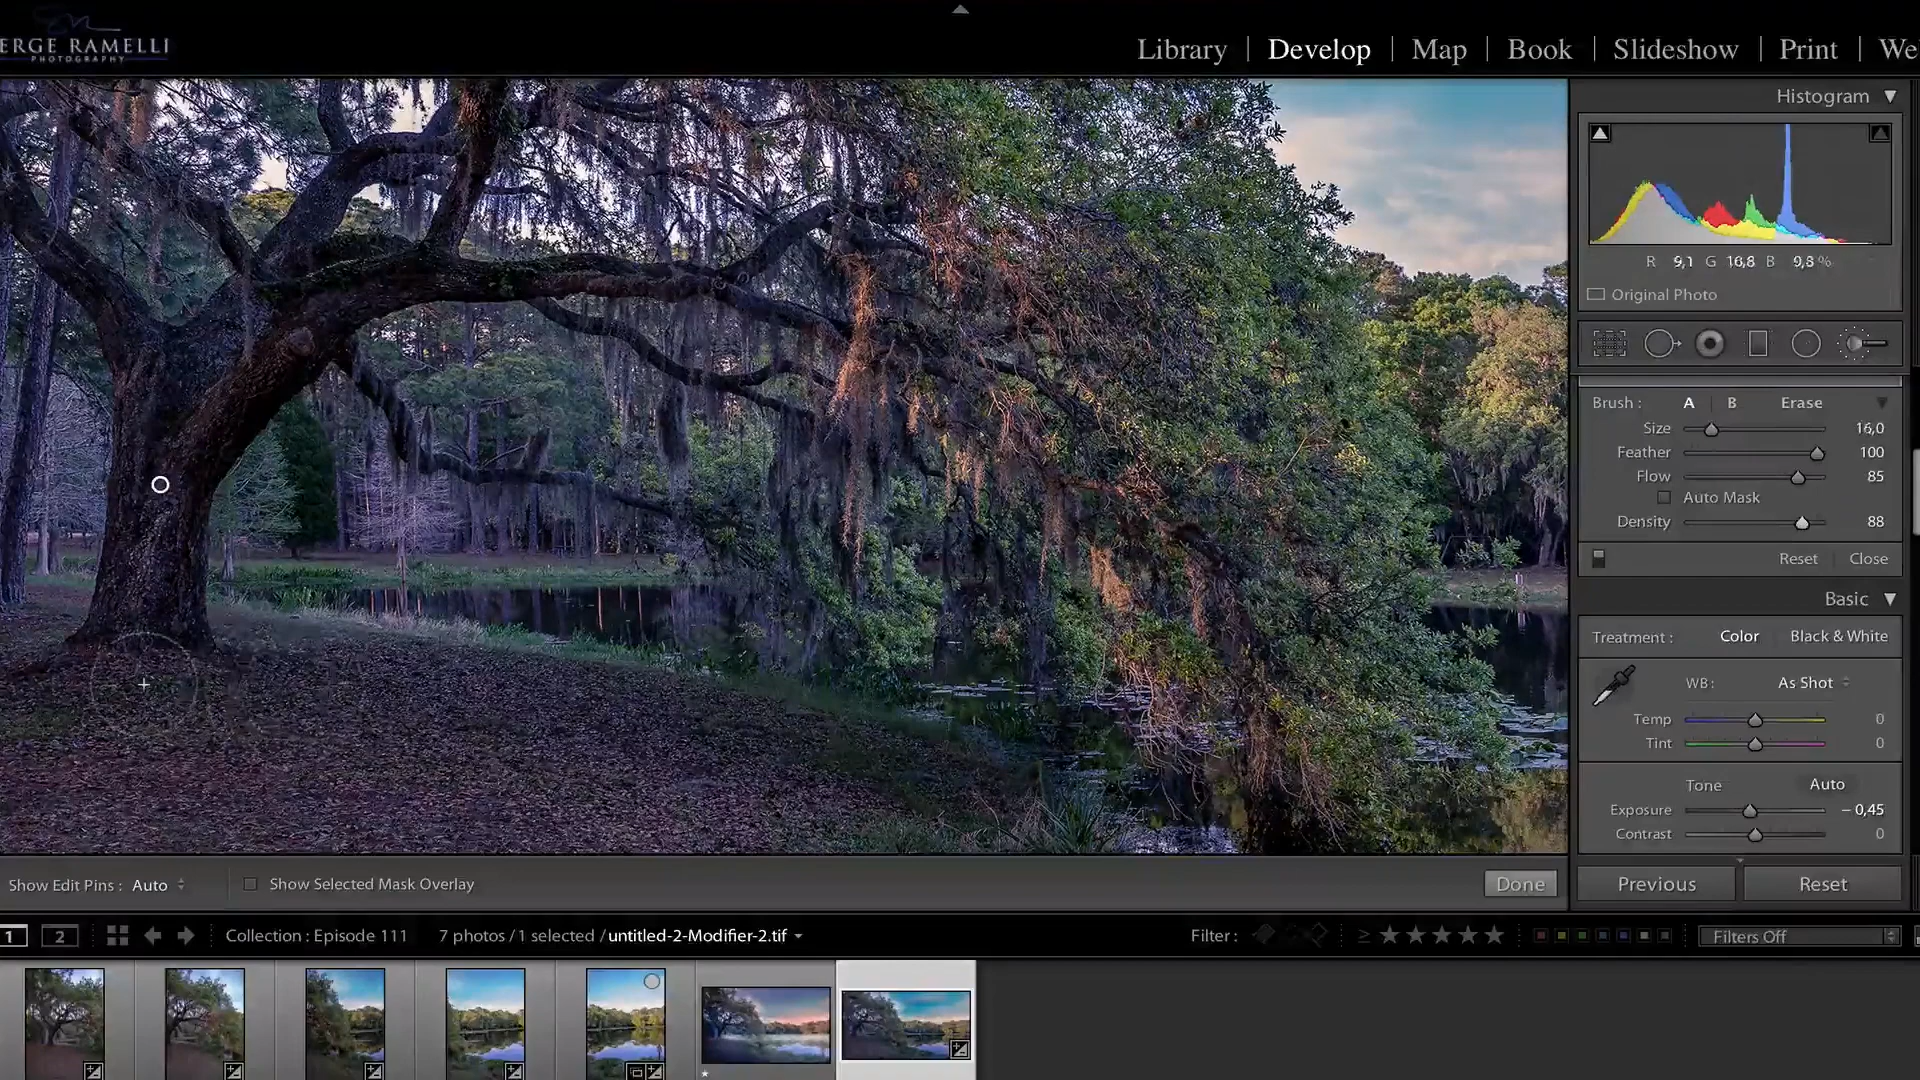 ERGE RAMELLI
PHOTOGRAPHY
Library | Develop | Map | Book | Slideshow | Print | We
Histogram
R 9,1 G 10,8 B 9,8 %
Original Photo
Brush : A B Erase
Size 16,0
Feather 100
Flow 85
Auto Mask
Density 88
Reset Close
Basic
Treatment : Color Black & White
WB : As Shot
Temp 0
Tint 0
Tone Auto
Exposure – 0,45
Contrast 0
Show Edit Pins : Auto Show Selected Mask Overlay Done Previous Reset
1 2 Collection : Episode 111 7 photos / 1 selected / untitled-2-Modifier-2.tif Filter : ≥ ★★★★★ Filters Off